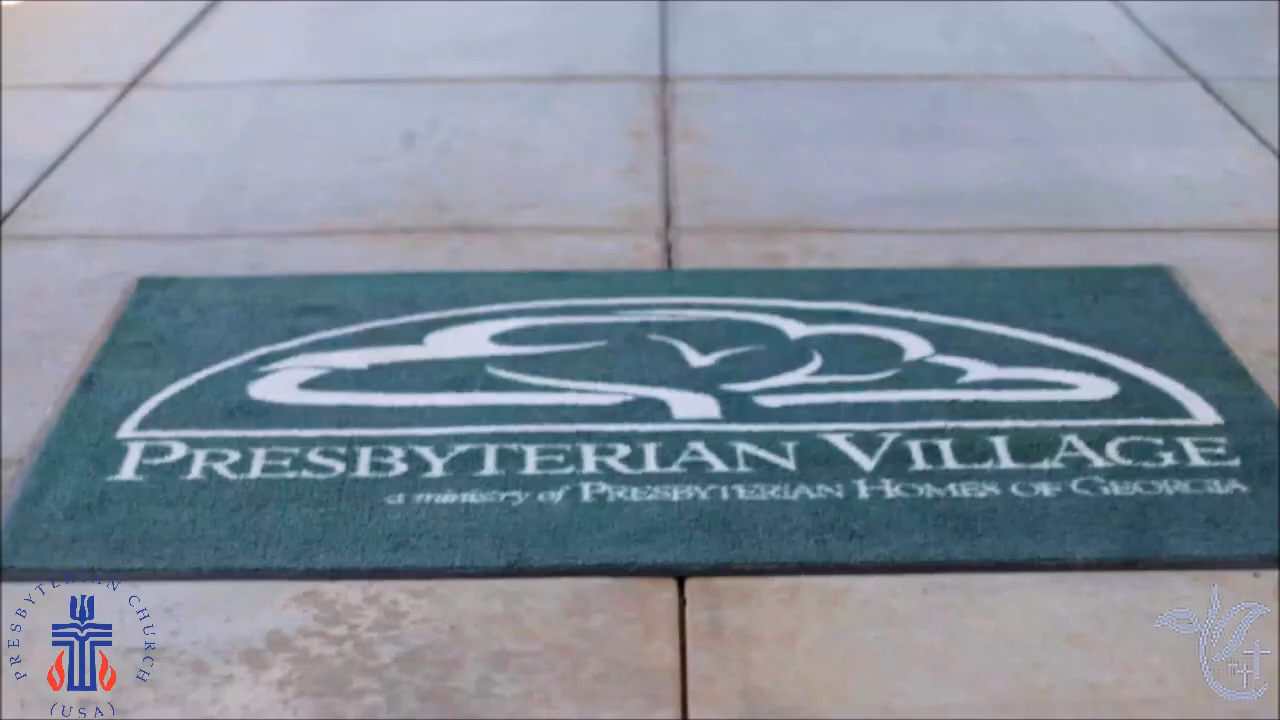 PRESBYTERIAN VILLAGE
a ministry of PRESBYTERIAN HOMES OF GEORGIA
PRESBYTERIAN CHURCH
(USA)